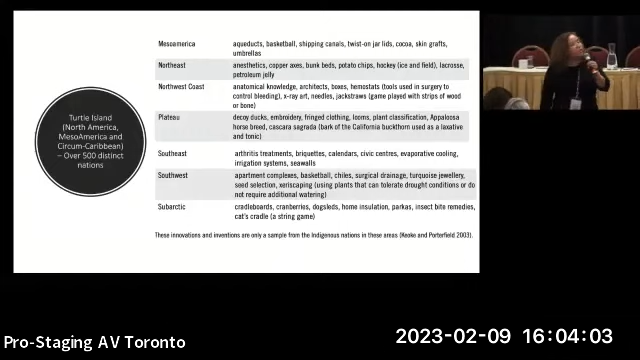 Turtle Island
(North America,
MesoAmerica and
Circum-Caribbean)
– Over 500 distinct
nations
Mesoamerica aqueducts, basketball, shipping canals, twist-on jar lids, cocoa, skin grafts,
umbrellas
Northeast anesthetics, copper axes, bunk beds, potato chips, hockey (ice and field), lacrosse,
petroleum jelly
Northwest Coast anatomical knowledge, architects, boxes, hemostats (tools used in surgery to
control bleeding), x-ray art, needles, jackstraws (game played with strips of wood
or bone)
Plateau decoy ducks, embroidery, fringed clothing, looms, plant classification, Appaloosa
horse breed, cascara sagrada (bark of the California buckthorn used as a laxative
and tonic)
Southeast arthritis treatments, briquettes, calendars, civic centres, evaporative cooling,
irrigation systems, seawalls
Southwest apartment complexes, basketball, chiles, surgical drainage, turquoise jewellery,
seed selection, xeriscaping (using plants that can tolerate drought conditions or do
not require additional watering)
Subarctic cradleboards, cranberries, dogsleds, home insulation, parkas, insect bite remedies,
cat's cradle (a string game)
These innovations and inventions are only a sample from the Indigenous nations in these areas (Keoke and Porterfield 2003).
Pro-Staging AV Toronto
2023-02-09 16:04:03